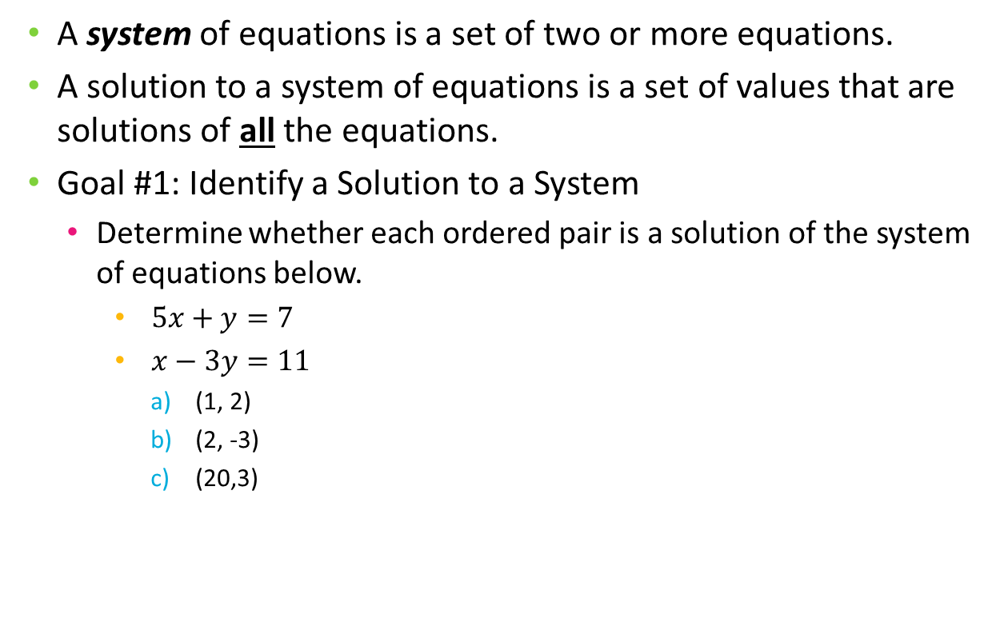 • A system of equations is a set of two or more equations.
• A solution to a system of equations is a set of values that are
solutions of all the equations.
• Goal #1: Identify a Solution to a System
• Determine whether each ordered pair is a solution of the system
of equations below.
• 5x + y = 7
• x − 3y = 11
a) (1, 2)
b) (2, -3)
c) (20,3)